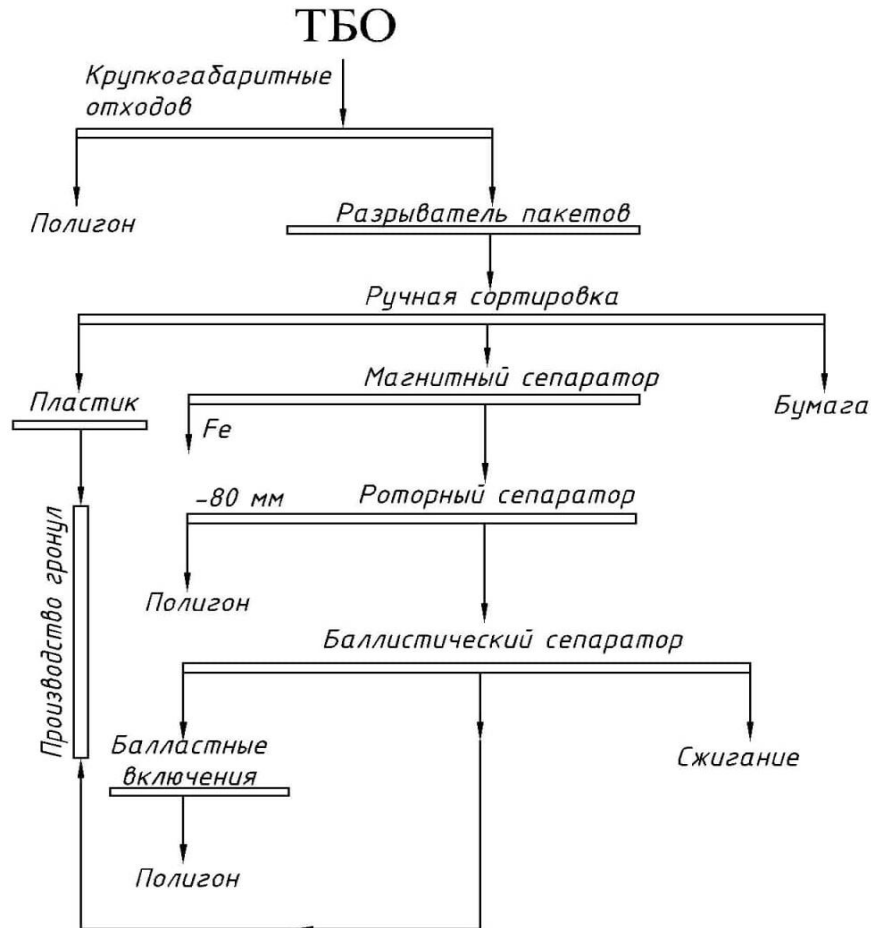 ТБО
Крупкогабаритные
отходов
Полигон
Разрыватель пакетов
Ручная сортировка
Пластик
Магнитный сепаратор
Бумага
Fe
-80 мм
Роторный сепаратор
Производство гронул
Полигон
Баллистический сепаратор
Балластные
включения
Сжигание
Полигон